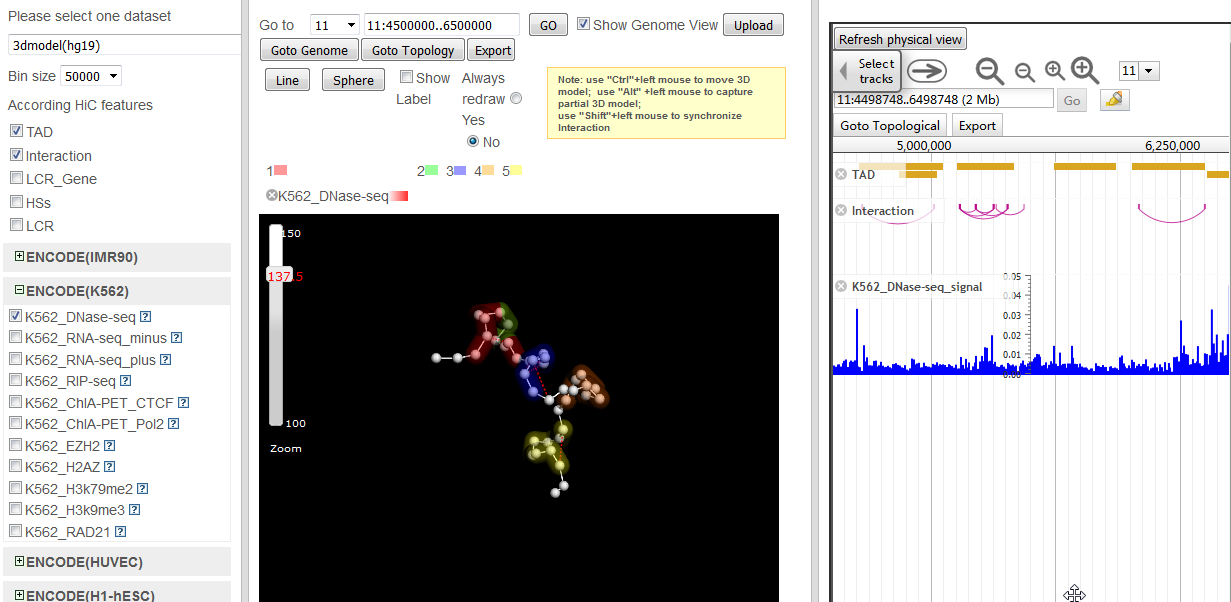 Please select one dataset
3dmodel(hg19)
Bin size 50000
According HiC features
TAD
Interaction
LCR_Gene
HSs
LCR
ENCODE(IMR90)
ENCODE(K562)
K562_DNase-seq ?
K562_RNA-seq_minus ?
K562_RNA-seq_plus ?
K562_RIP-seq ?
K562_ChIA-PET_CTCF ?
K562_ChIA-PET_Pol2 ?
K562_EZH2 ?
K562_H2AZ ?
K562_H3k79me2 ?
K562_H3k9me3 ?
K562_RAD21 ?
ENCODE(HUVEC)
ENCODE(H1-hESC)
Go to 11 11:4500000..6500000 GO Show Genome View Upload
Goto Genome Goto Topology Export
Line Sphere Show Label Always redraw
Yes
No
Note: use "Ctrl"+left mouse to move 3D
model; use "Alt" +left mouse to capture
partial 3D model;
use "Shift"+left mouse to synchronize
Interaction
1 2 3 4 5
K562_DNase-seq
150
137.5
100
Zoom
Refresh physical view
Select
tracks
11
11:4498748..6498748 (2 Mb) Go
Goto Topological Export
5,000,000 6,250,000
TAD
Interaction
K562_DNase-seq_signal
0.05
0.04
0.03
0.02
0.01
0.00